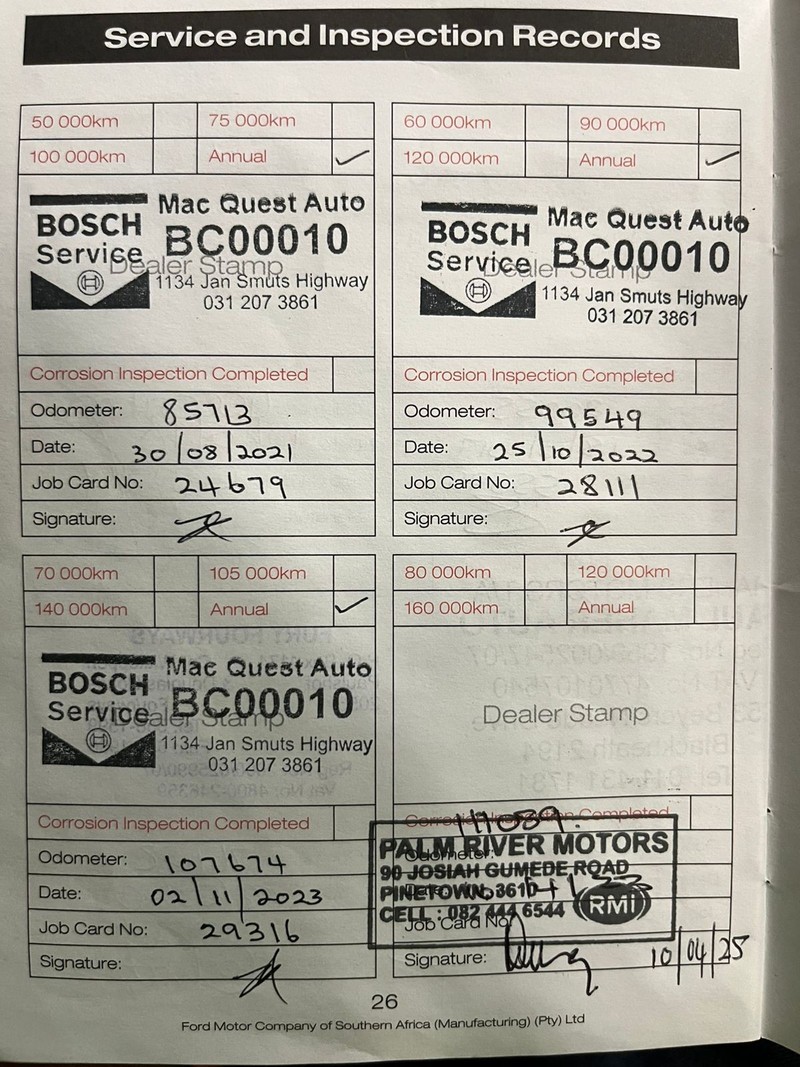 Service and Inspection Records
50 000km 75 000km
100 000km Annual ✓
BOSCH Service
Mac Quest Auto
BC00010
Dealer Stamp
1134 Jan Smuts Highway
031 207 3861
Corrosion Inspection Completed
Odometer: 85713
Date: 30/08/2021
Job Card No: 24679
Signature:
60 000km 90 000km
120 000km Annual ✓
BOSCH Service
Mac Quest Auto
BC00010
Dealer Stamp
1134 Jan Smuts Highway
031 207 3861
Corrosion Inspection Completed
Odometer: 99549
Date: 25/10/2022
Job Card No: 28111
Signature:
70 000km 105 000km
140 000km Annual ✓
BOSCH Service
Mac Quest Auto
BC00010
Dealer Stamp
1134 Jan Smuts Highway
031 207 3861
Corrosion Inspection Completed
Odometer: 107674
Date: 02/11/2023
Job Card No: 29316
Signature:
80 000km 120 000km
160 000km Annual
Dealer Stamp
Corrosion Inspection Completed
PALM RIVER MOTORS
Odometer:
90 JOSIAH GUMEDE ROAD
PINETOWN, 3610
CELL : 082 444 6544
RMi
Job Card No:
Signature: 10/04/25
26
Ford Motor Company of Southern Africa (Manufacturing) (Pty) Ltd